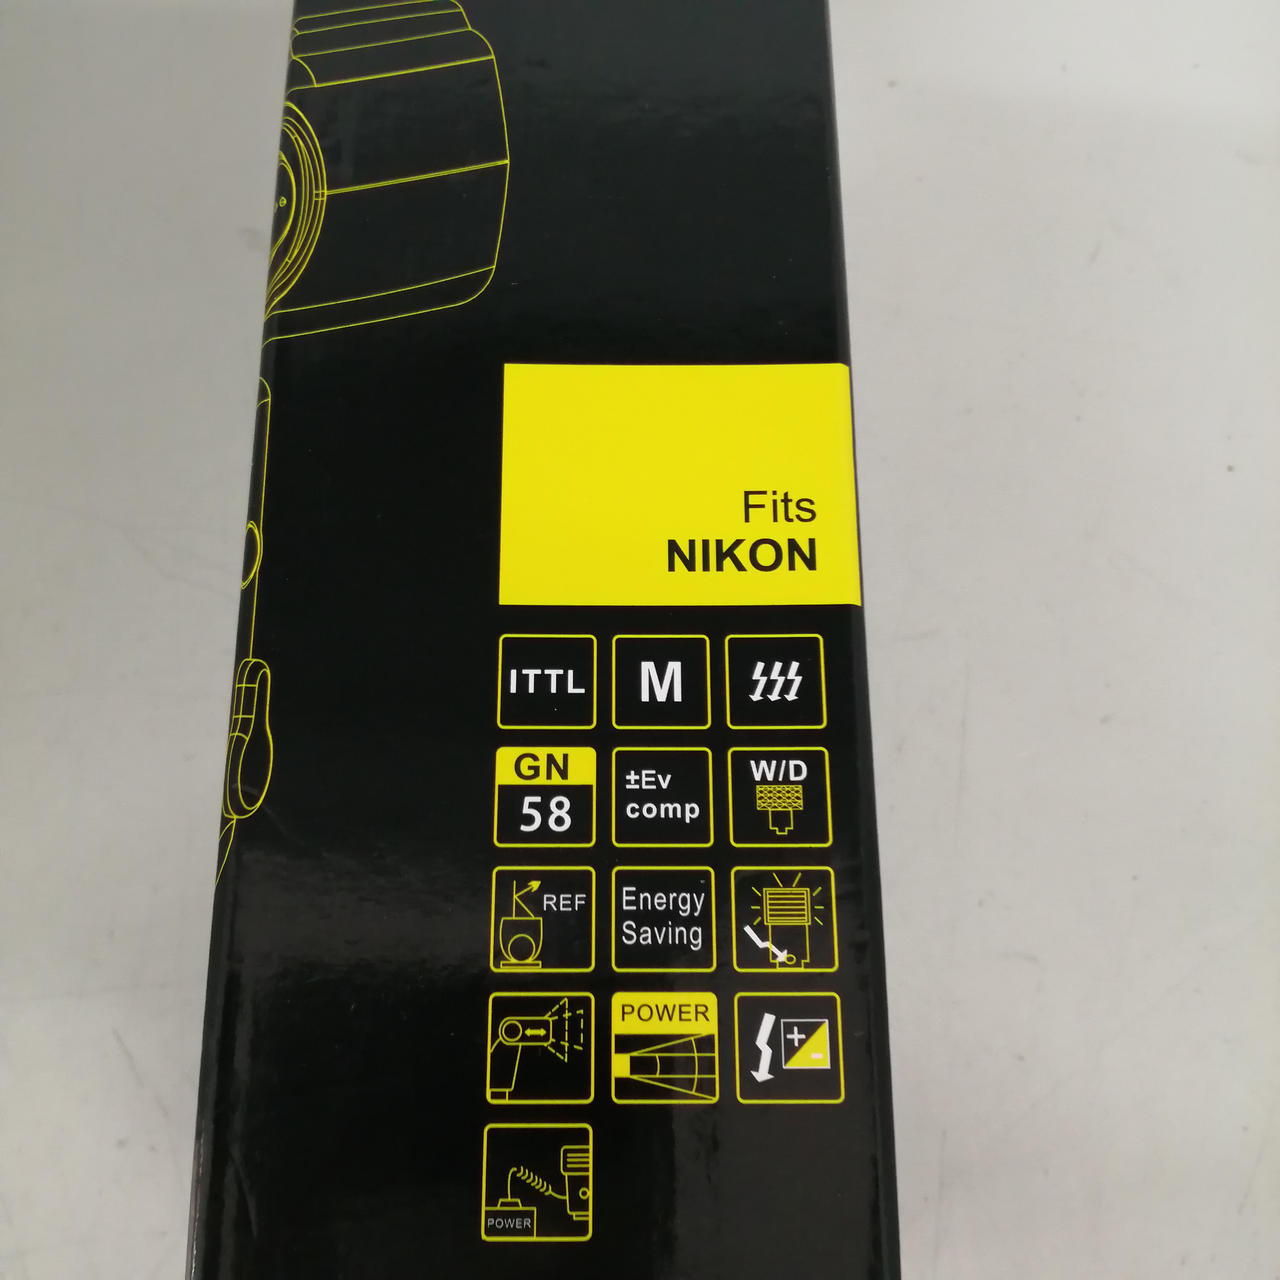 Fits
NIKON
ITTL
M
GN
58
±Ev
comp
W/D
REF
Energy
Saving
POWER
+
-
POWER